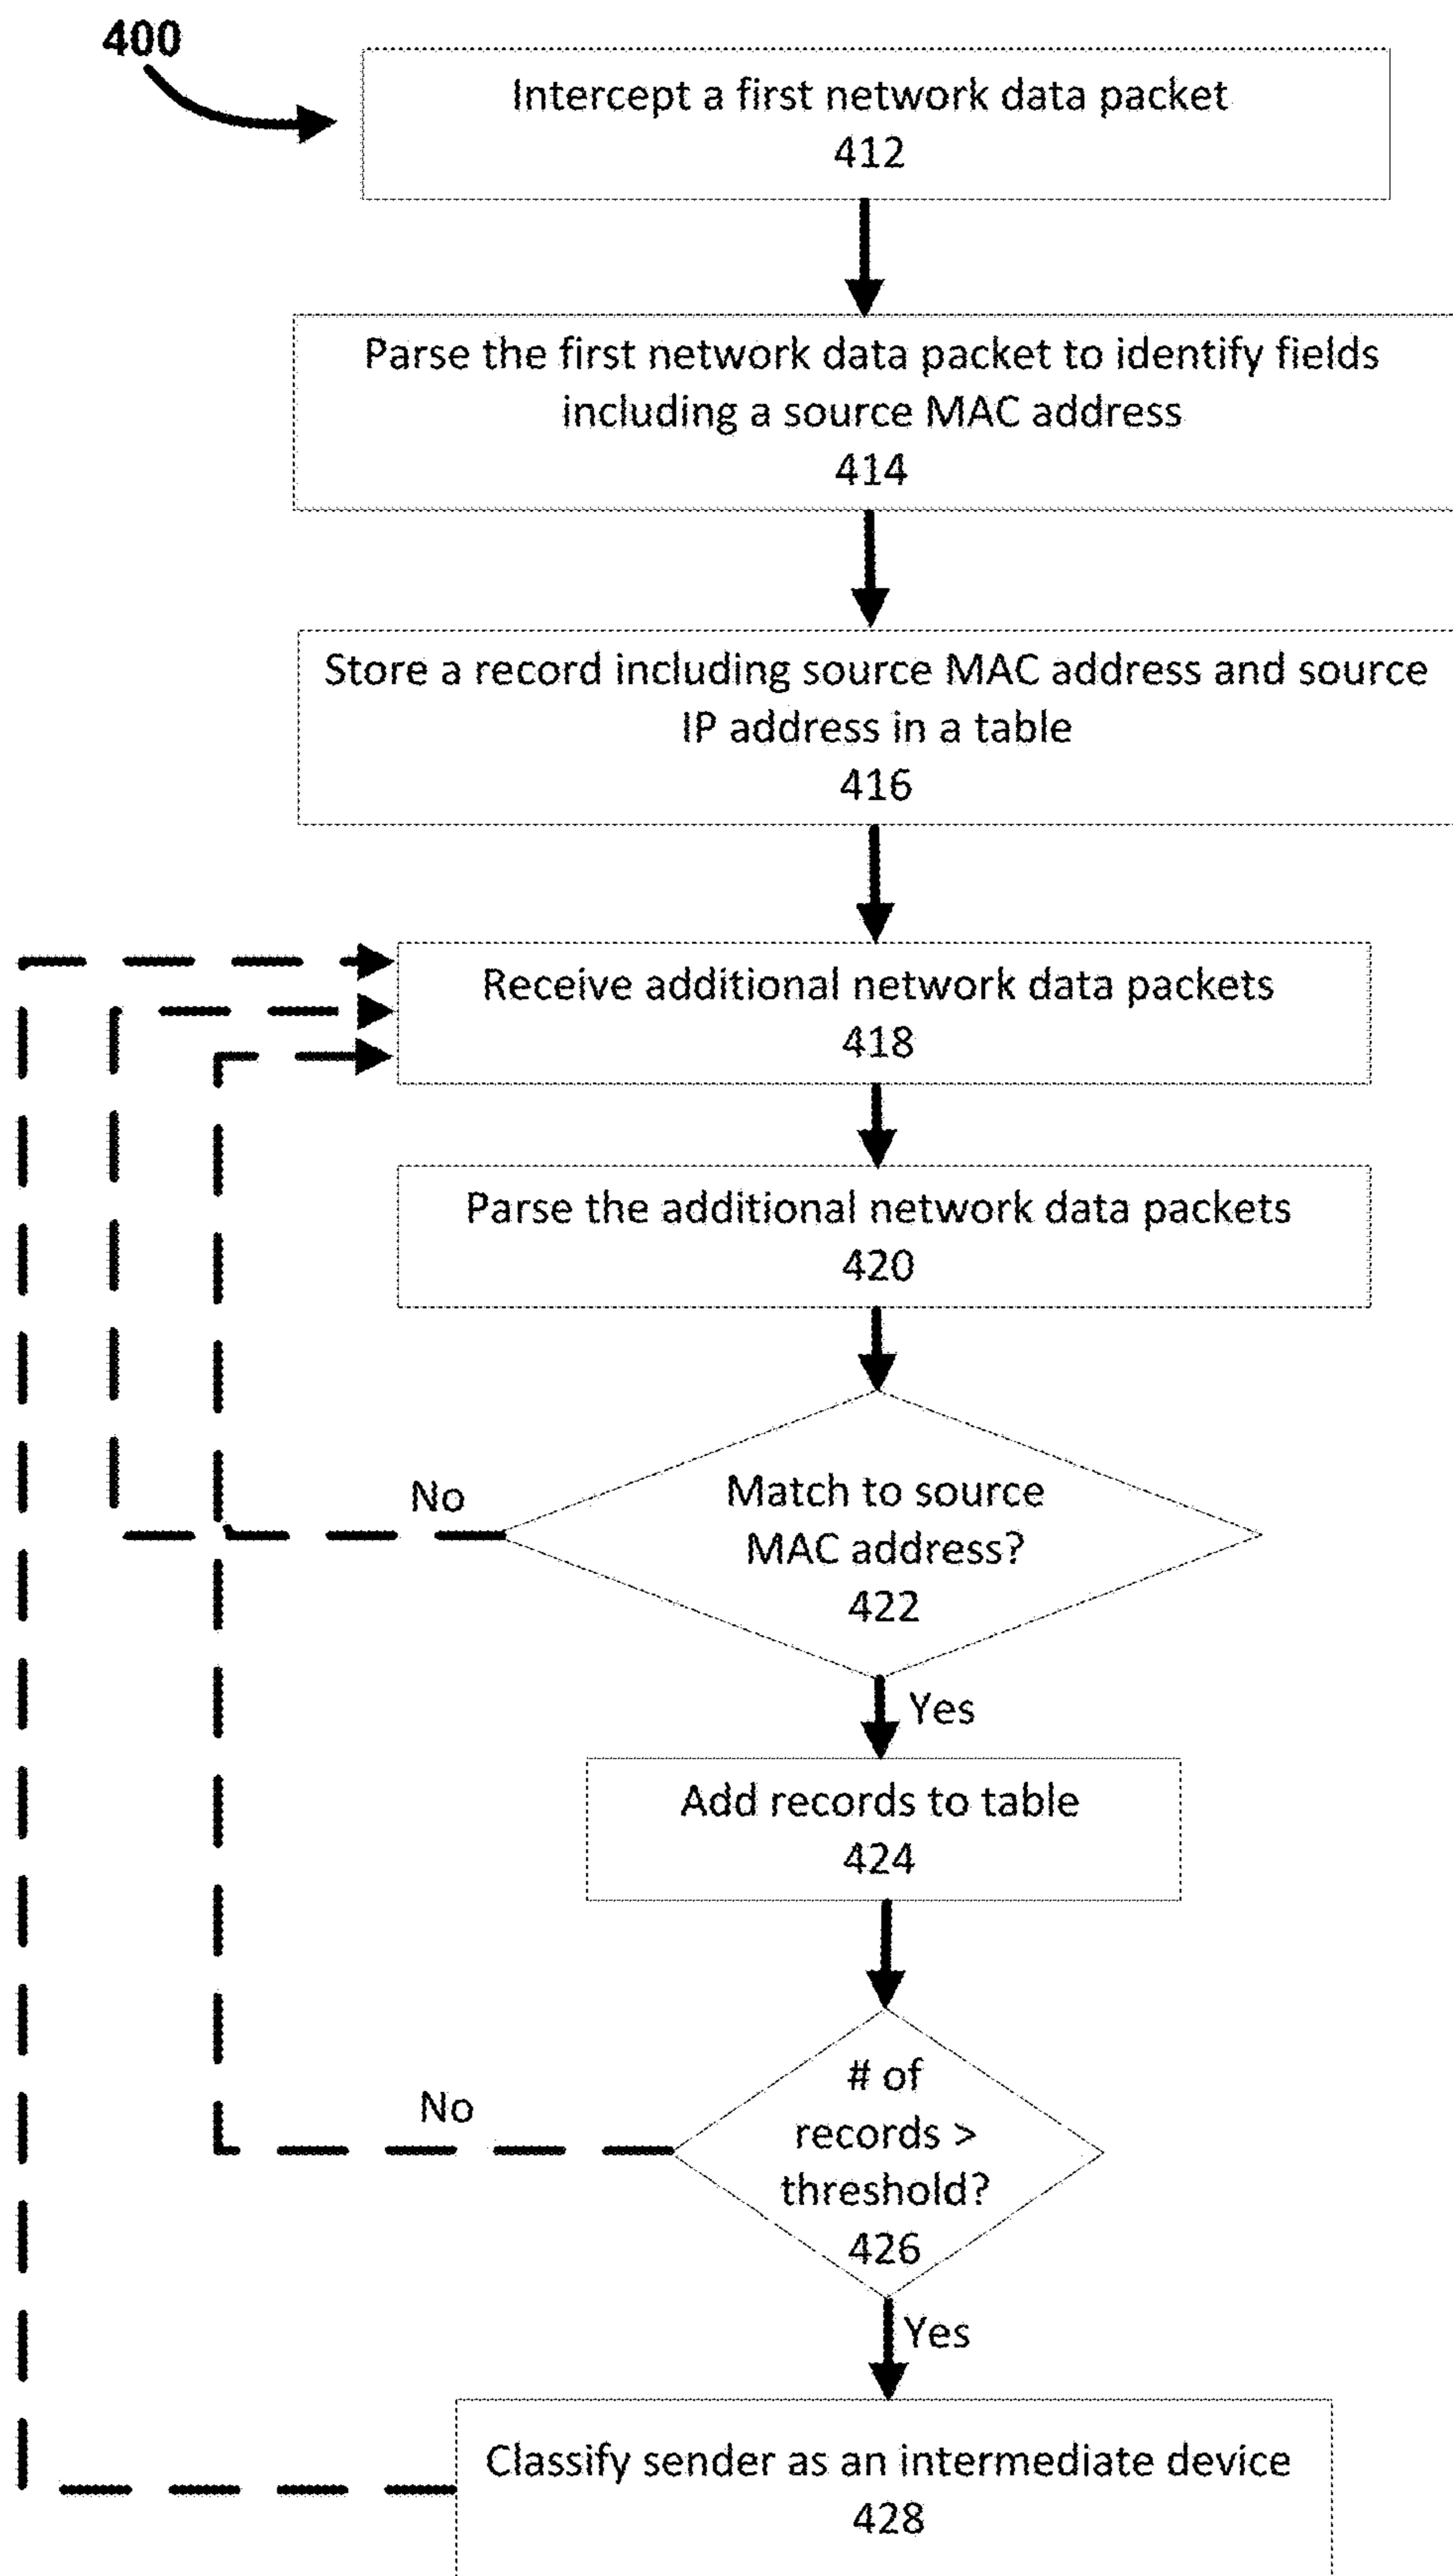 400
Intercept a first network data packet
412
Parse the first network data packet to identify fields
including a source MAC address
414
Store a record including source MAC address and source
IP address in a table
416
Receive additional network data packets
418
Parse the additional network data packets
420
No
Match to source
MAC address?
422
Yes
Add records to table
424
No
# of
records >
threshold?
426
Yes
Classify sender as an intermediate device
428